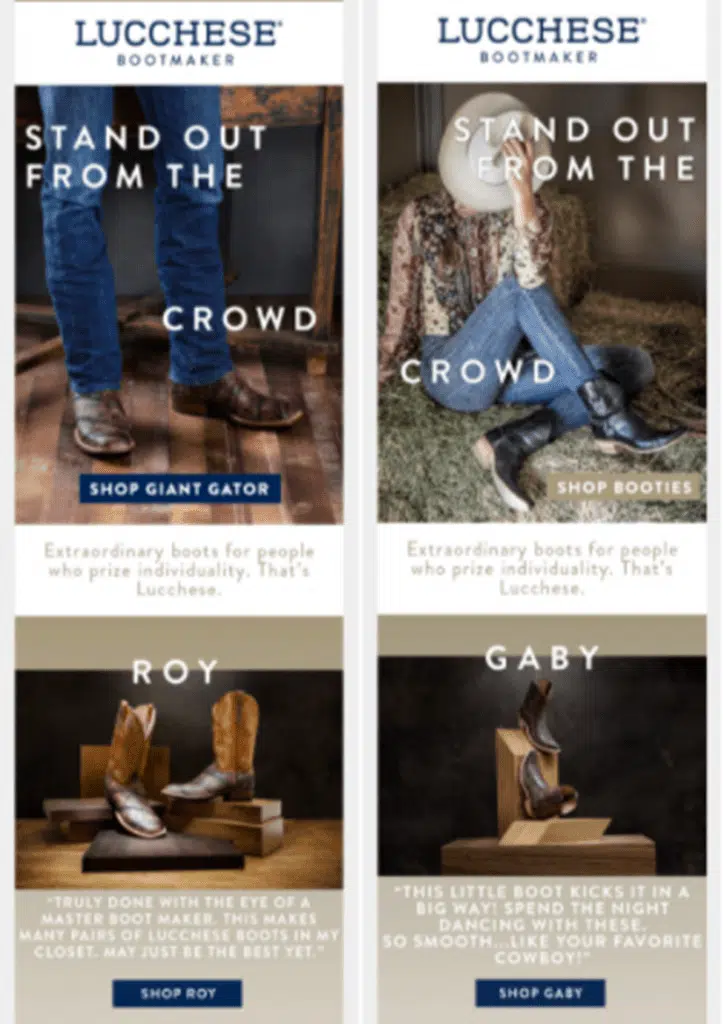 LUCCHESE®
BOOTMAKER
STAND OUT
FROM THE
CROWD
SHOP GIANT GATOR
Extraordinary boots for people
who prize individuality. That's
Lucchese.
ROY
"TRULY DONE WITH THE EYE OF A
MASTER BOOT MAKER. THIS MAKES
MANY PAIRS OF LUCCHESE BOOTS IN MY
CLOSET. MAY JUST BE THE BEST YET."
SHOP ROY
LUCCHESE®
BOOTMAKER
STAND OUT
FROM THE
CROWD
SHOP BOOTIES
Extraordinary boots for people
who prize individuality. That's
Lucchese.
GABY
"THIS LITTLE BOOT KICKS IT IN A
BIG WAY! SPEND THE NIGHT
DANCING WITH THESE.
SO SMOOTH...LIKE YOUR FAVORITE
COWBOY!"
SHOP GABY